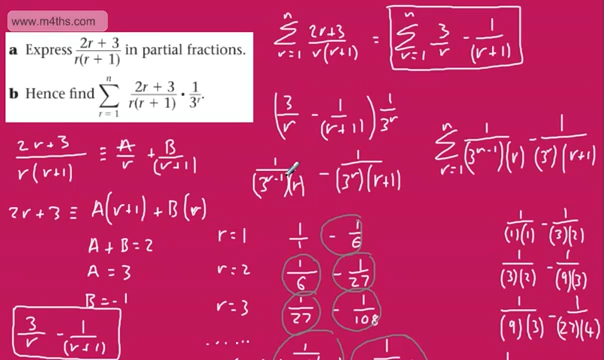 www.m4ths.com
a Express (2r + 3)/(r(r + 1)) in partial fractions.
b Hence find Σ_{r=1}^{n} (2r + 3)/(r(r + 1)) · 1/3^r.
(2r+3)/(r(r+1)) ≡ A/r + B/(r+1)
2r+3 ≡ A(r+1) + B(r)
A + B = 2
A = 3
B = -1
3/r - 1/(r+1)
Σ_{r=1}^{n} (2r+3)/(r(r+1)) = Σ_{r=1}^{n} 3/r - 1/(r+1)
(3/r - 1/(r+1)) 1/3^r
1/((3^{r-1})(r)) - 1/((3^r)(r+1))
r=1 1/1 - 1/6
r=2 1/6 - 1/27
r=3 1/27 - 1/108
......
Σ_{r=1}^{n} 1/((3^{r-1})(r)) - 1/((3^r)(r+1))
1/((1)(1)) - 1/((3)(2))
1/((3)(2)) - 1/((9)(3))
1/((9)(3)) - 1/((27)(4))